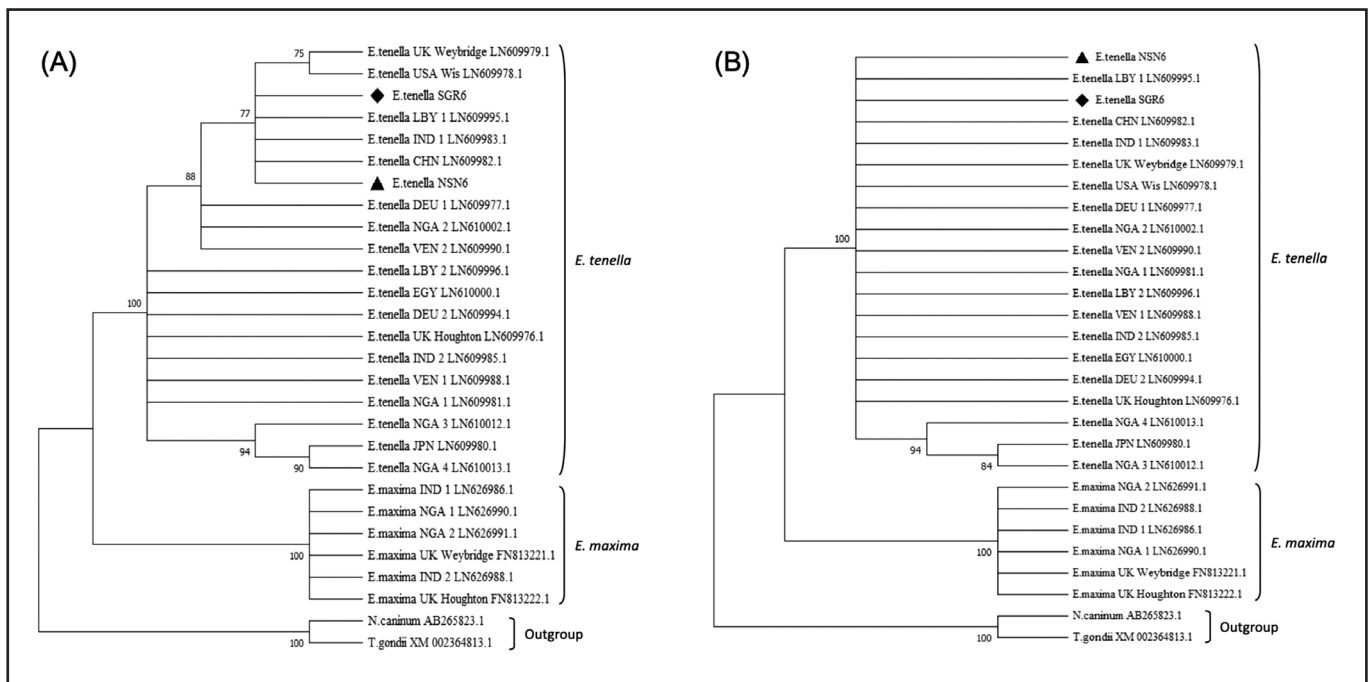 (A)
75
E.tenella UK Weybridge LN609979.1
E.tenella USA Wis LN609978.1
E.tenella SGR6
77
E.tenella LBY 1 LN609995.1
E.tenella IND 1 LN609983.1
E.tenella CHN LN609982.1
88
E.tenella NSN6
E.tenella DEU 1 LN609977.1
E.tenella NGA 2 LN610002.1
E.tenella VEN 2 LN609990.1
E. tenella
E.tenella LBY 2 LN609996.1
E.tenella EGY LN610000.1
100
E.tenella DEU 2 LN609994.1
E.tenella UK Houghton LN609976.1
E.tenella IND 2 LN609985.1
E.tenella VEN 1 LN609988.1
E.tenella NGA 1 LN609981.1
E.tenella NGA 3 LN610012.1
94
E.tenella JPN LN609980.1
90
E.tenella NGA 4 LN610013.1
E.maxima IND 1 LN626986.1
E.maxima NGA 1 LN626990.1
E.maxima NGA 2 LN626991.1
E. maxima
100
E.maxima UK Weybridge FN813221.1
E.maxima IND 2 LN626988.1
E.maxima UK Houghton FN813222.1
N.caninum AB265823.1
Outgroup
100
T.gondii XM 002364813.1
(B)
E.tenella NSN6
E.tenella LBY 1 LN609995.1
E.tenella SGR6
E.tenella CHN LN609982.1
E.tenella IND 1 LN609983.1
E.tenella UK Weybridge LN609979.1
E.tenella USA Wis LN609978.1
E.tenella DEU 1 LN609977.1
E.tenella NGA 2 LN610002.1
100
E.tenella VEN 2 LN609990.1
E. tenella
E.tenella NGA 1 LN609981.1
E.tenella LBY 2 LN609996.1
E.tenella VEN 1 LN609988.1
E.tenella IND 2 LN609985.1
E.tenella EGY LN610000.1
E.tenella DEU 2 LN609994.1
E.tenella UK Houghton LN609976.1
E.tenella NGA 4 LN610013.1
94
E.tenella JPN LN609980.1
84
E.tenella NGA 3 LN610012.1
E.maxima NGA 2 LN626991.1
E.maxima IND 2 LN626988.1
E.maxima IND 1 LN626986.1
E. maxima
100
E.maxima NGA 1 LN626990.1
E.maxima UK Weybridge FN813221.1
E.maxima UK Houghton FN813222.1
N.caninum AB265823.1
Outgroup
100
T.gondii XM 002364813.1